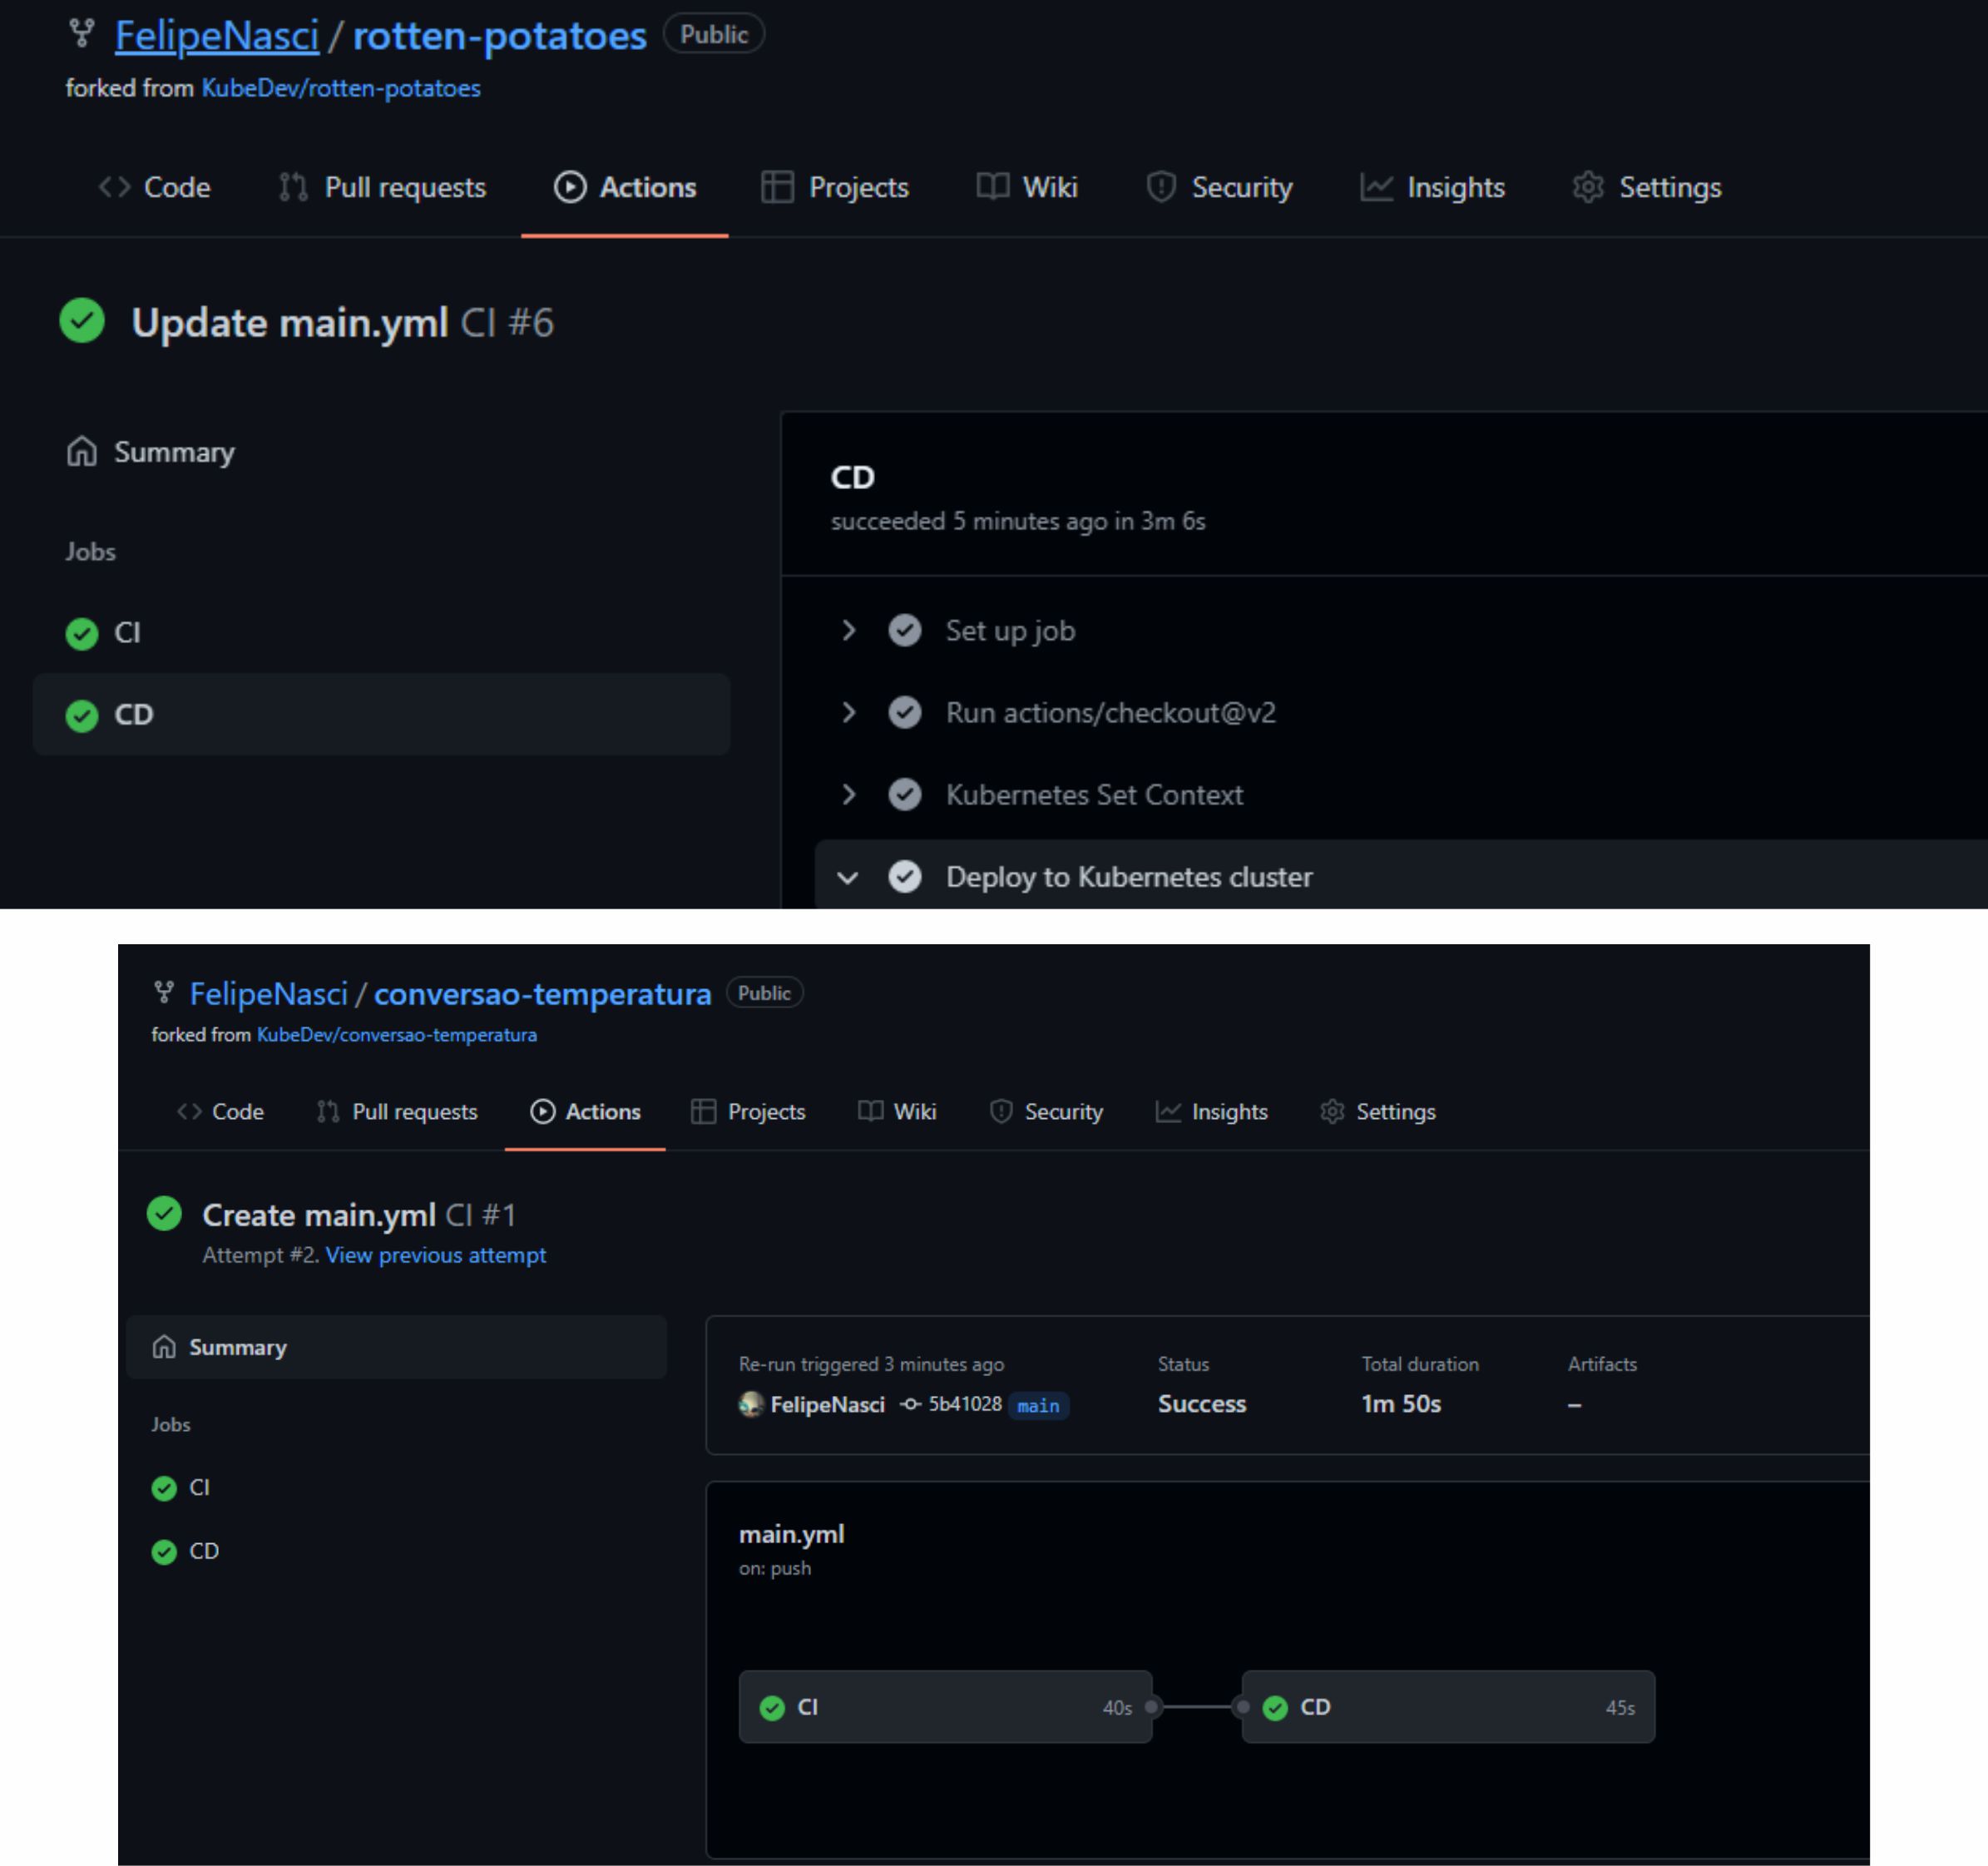 FelipeNasci / rotten-potatoes Public
forked from KubeDev/rotten-potatoes
Code Pull requests Actions Projects Wiki Security Insights Settings
Update main.yml CI #6
Summary
Jobs
CI
CD
CD
succeeded 5 minutes ago in 3m 6s
Set up job
Run actions/checkout@v2
Kubernetes Set Context
Deploy to Kubernetes cluster
FelipeNasci / conversao-temperatura Public
forked from KubeDev/conversao-temperatura
Code Pull requests Actions Projects Wiki Security Insights Settings
Create main.yml CI #1
Attempt #2. View previous attempt
Summary
Jobs
CI
CD
Re-run triggered 3 minutes ago Status Total duration Artifacts
FelipeNasci 5b41028 main Success 1m 50s –
main.yml
on: push
CI 40s CD 45s